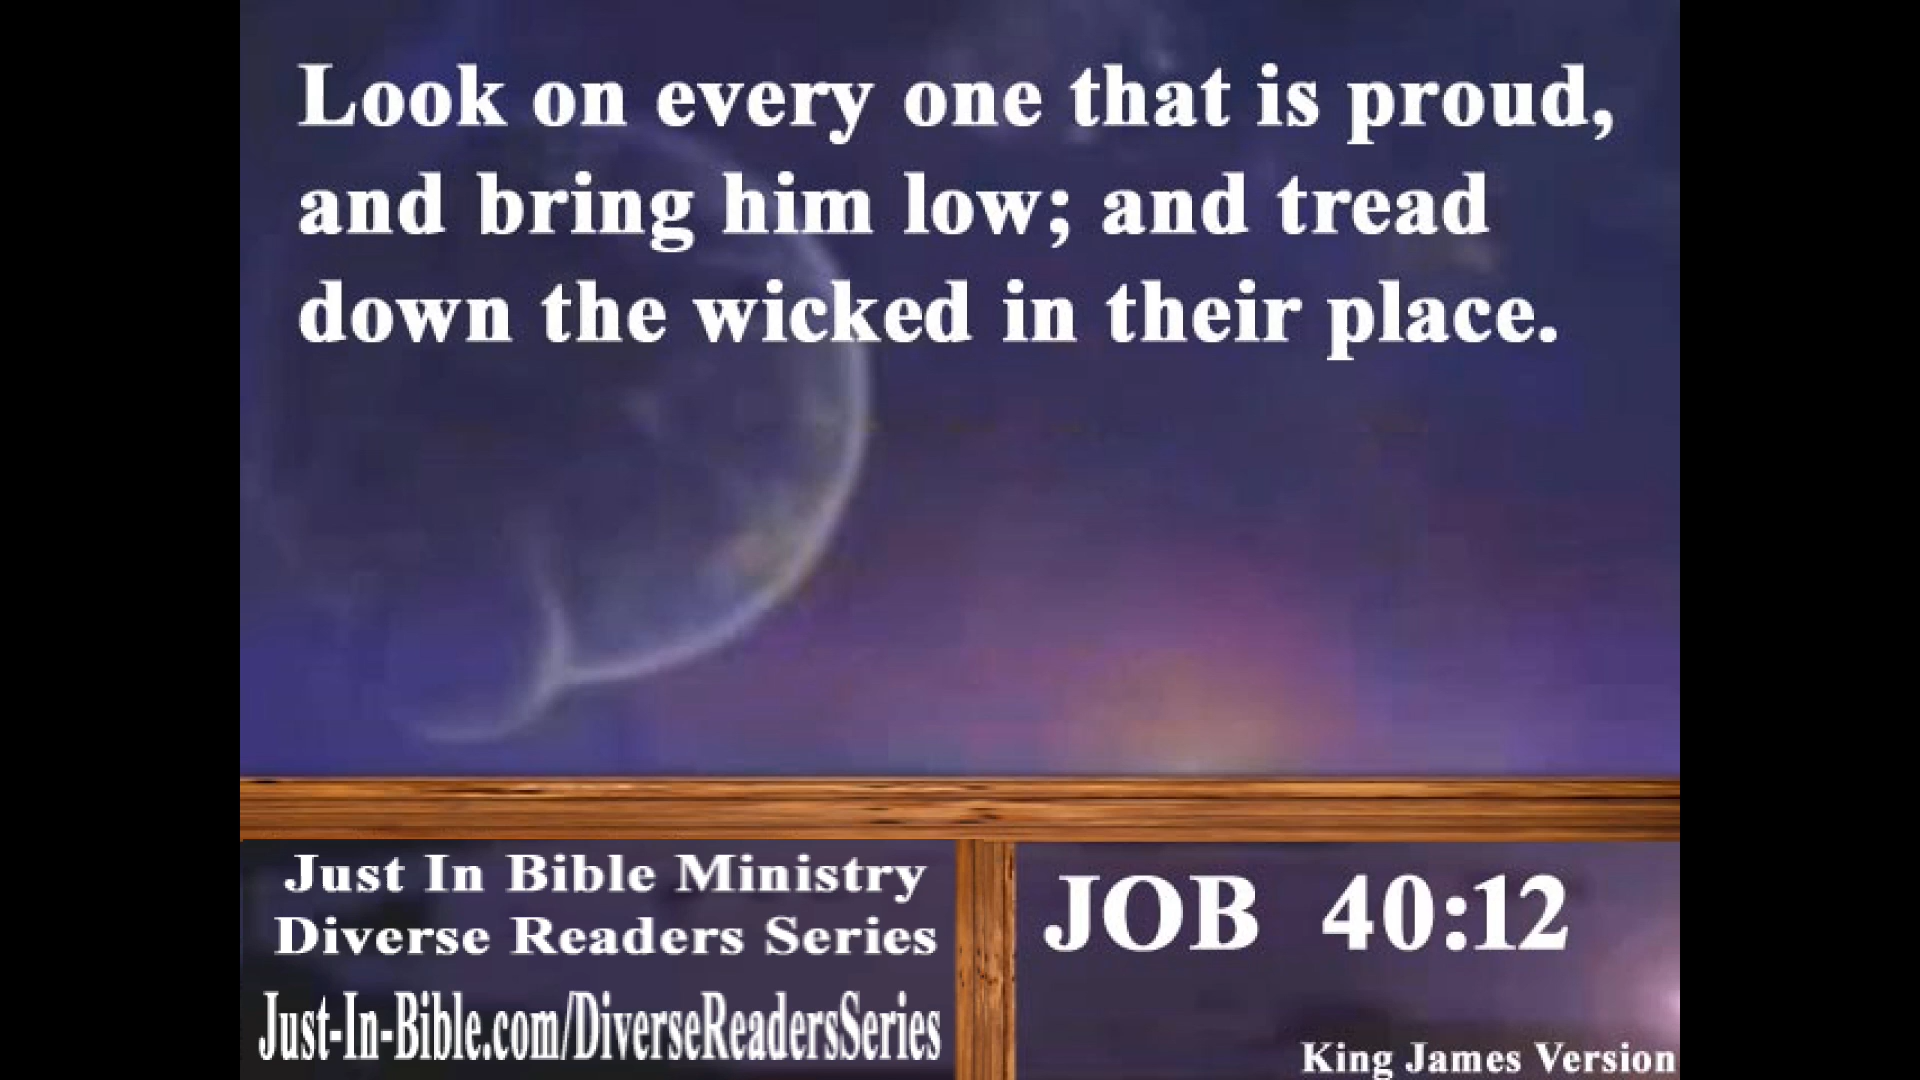 Look on every one that is proud,
and bring him low; and tread
down the wicked in their place.
Just In Bible Ministry
Diverse Readers Series
Just-In-Bible.com/DiverseReadersSeries
JOB 40:12
King James Version